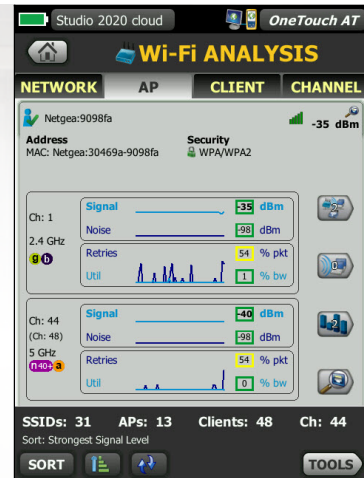 Studio 2020 cloud OneTouch AT
Wi-Fi ANALYSIS
NETWORK AP CLIENT CHANNEL
Netgea:9098fa -35 dBm
Address Security
MAC: Netgea:30469a-9098fa WPA/WPA2
Ch: 1
2.4 GHz
g b
Signal -35 dBm
Noise -98 dBm
Retries 54 % pkt
Util 1 % bw
Ch: 44
(Ch: 48)
5 GHz
n40+ a
Signal -40 dBm
Noise -98 dBm
Retries 54 % pkt
Util 0 % bw
SSIDs: 31 APs: 13 Clients: 48 Ch: 44
Sort: Strongest Signal Level
SORT TOOLS